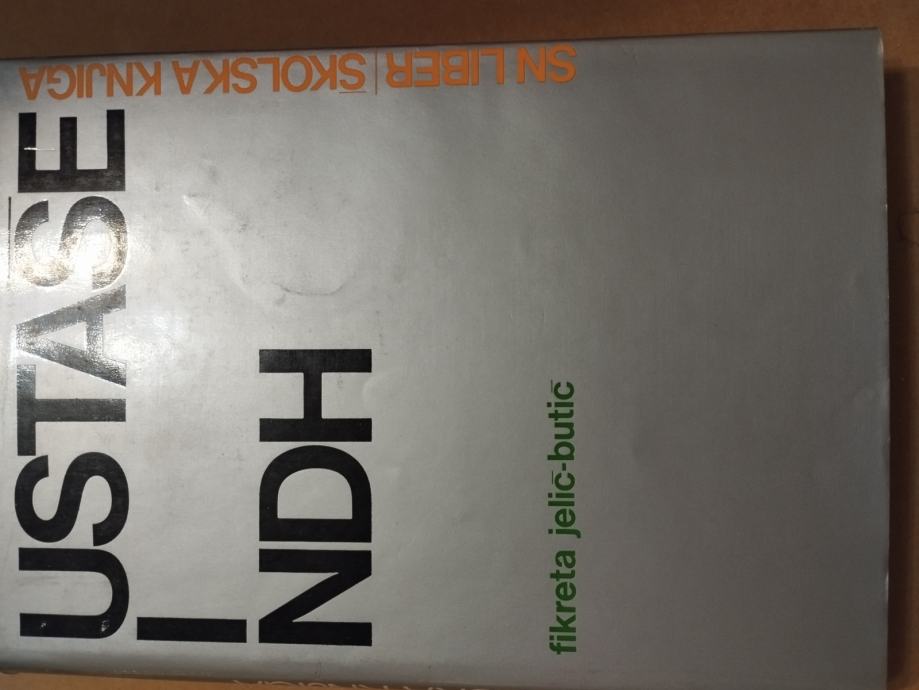 USTAŠE
I
NDH
fikreta jelić-butić
SN LIBER | ŠKOLSKA KNJIGA